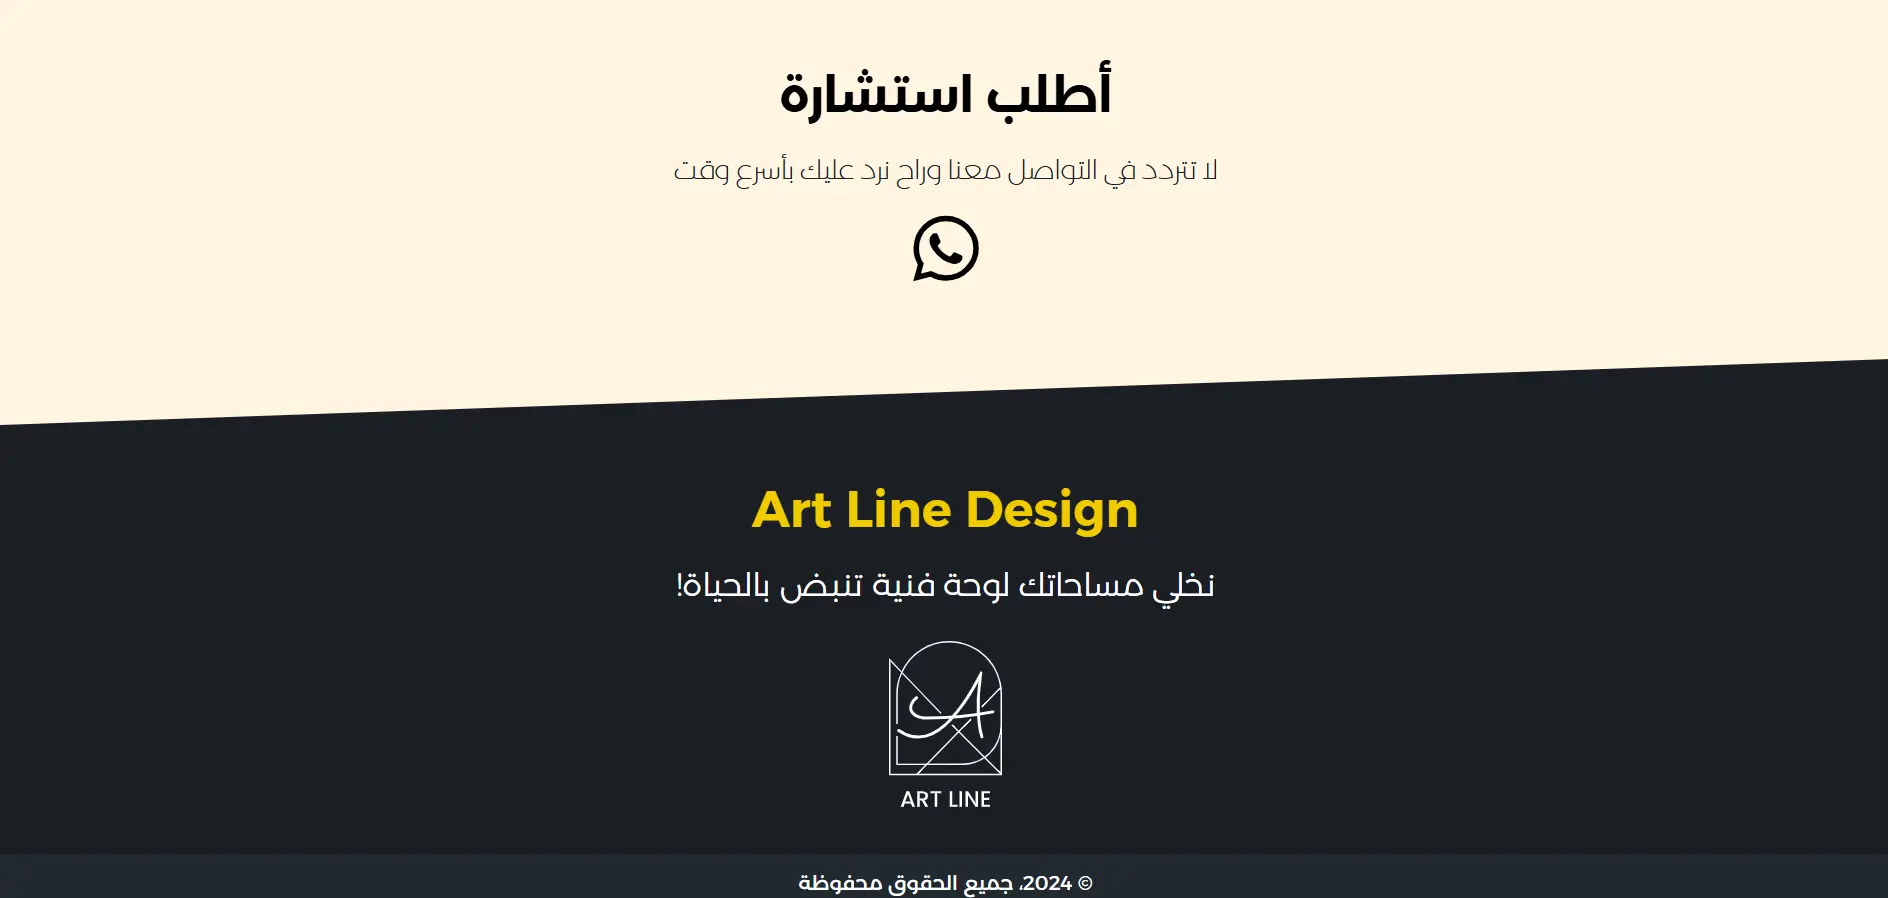 أطلب استشارة
لا تتردد في التواصل معنا وراح نرد عليك بأسرع وقت
Art Line Design
نخلي مساحاتك لوحة فنية تنبض بالحياة!
ART LINE
© 2024، جميع الحقوق محفوظة